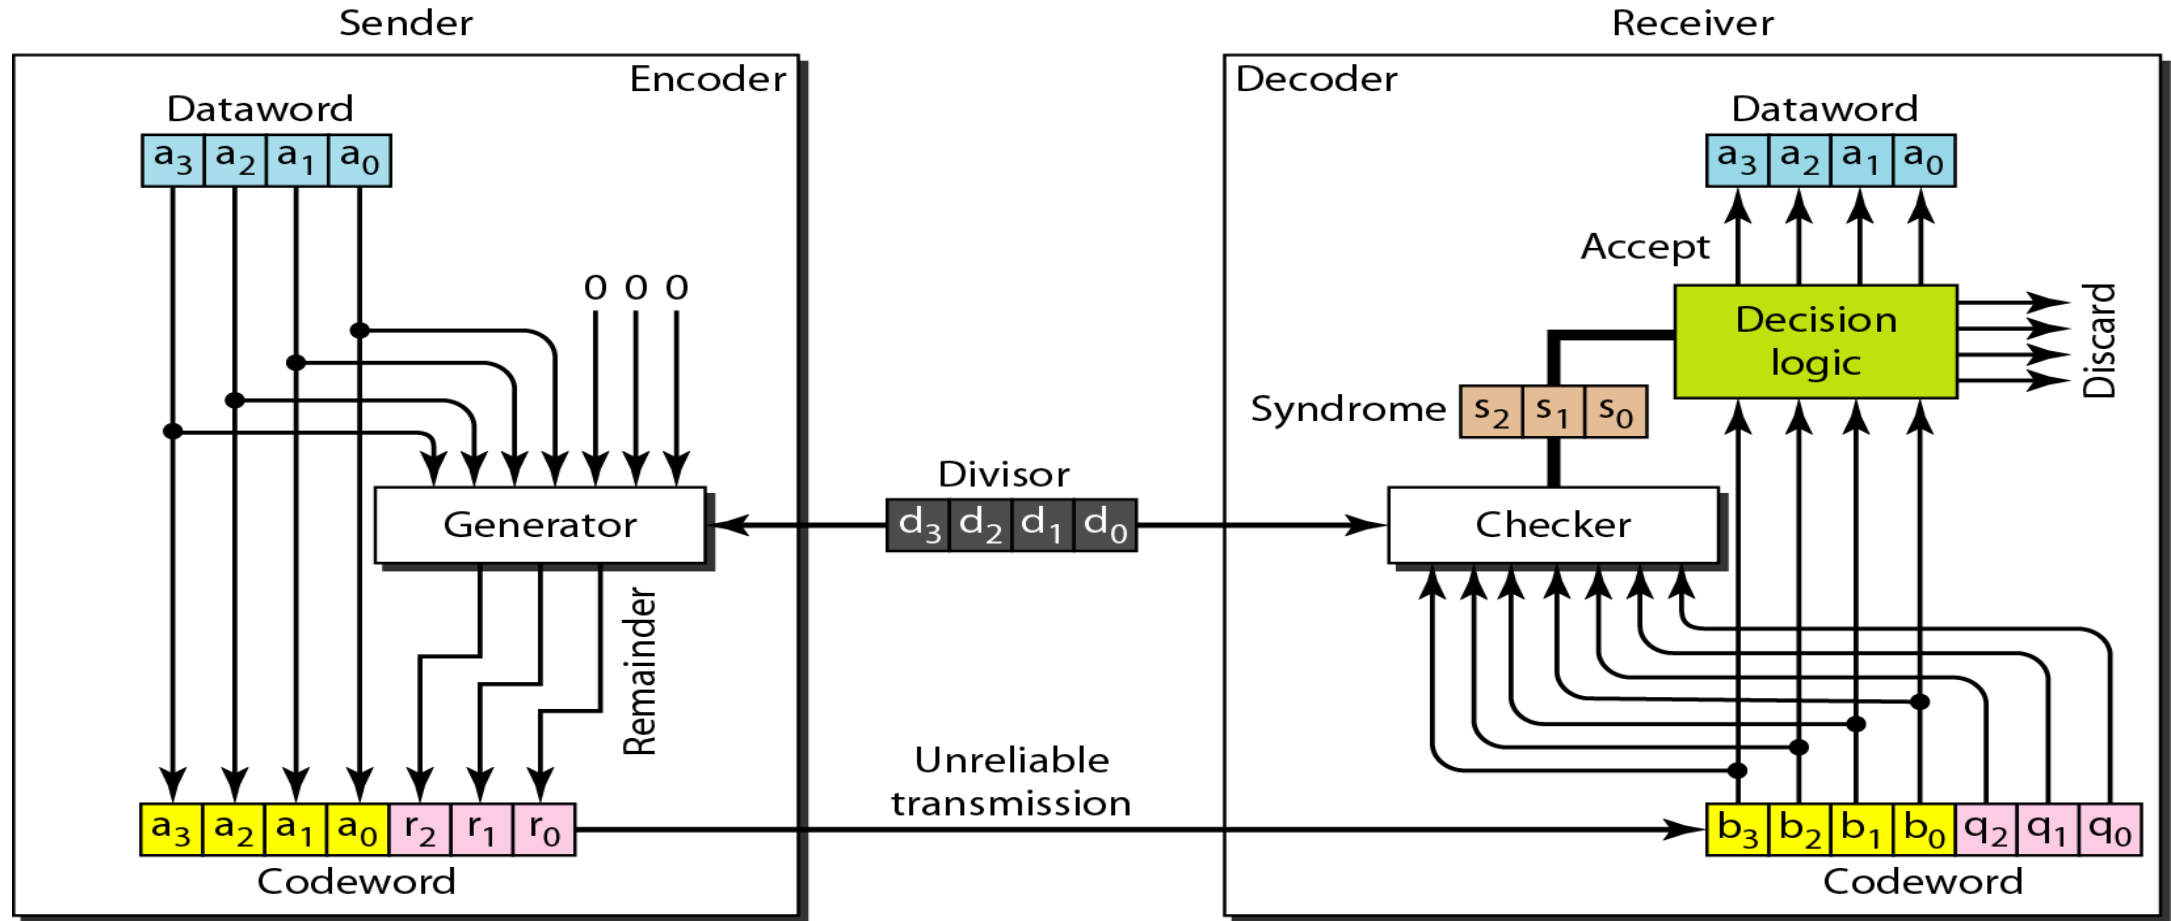 Sender
Receiver
Encoder
Decoder
Dataword
Dataword
a3 a2 a1 a0
a3 a2 a1 a0
Accept
0 0 0
Decision
logic
Discard
Syndrome
s2 s1 s0
Divisor
Generator
d3 d2 d1 d0
Checker
Remainder
Unreliable
transmission
a3 a2 a1 a0 r2 r1 r0
b3 b2 b1 b0 q2 q1 q0
Codeword
Codeword